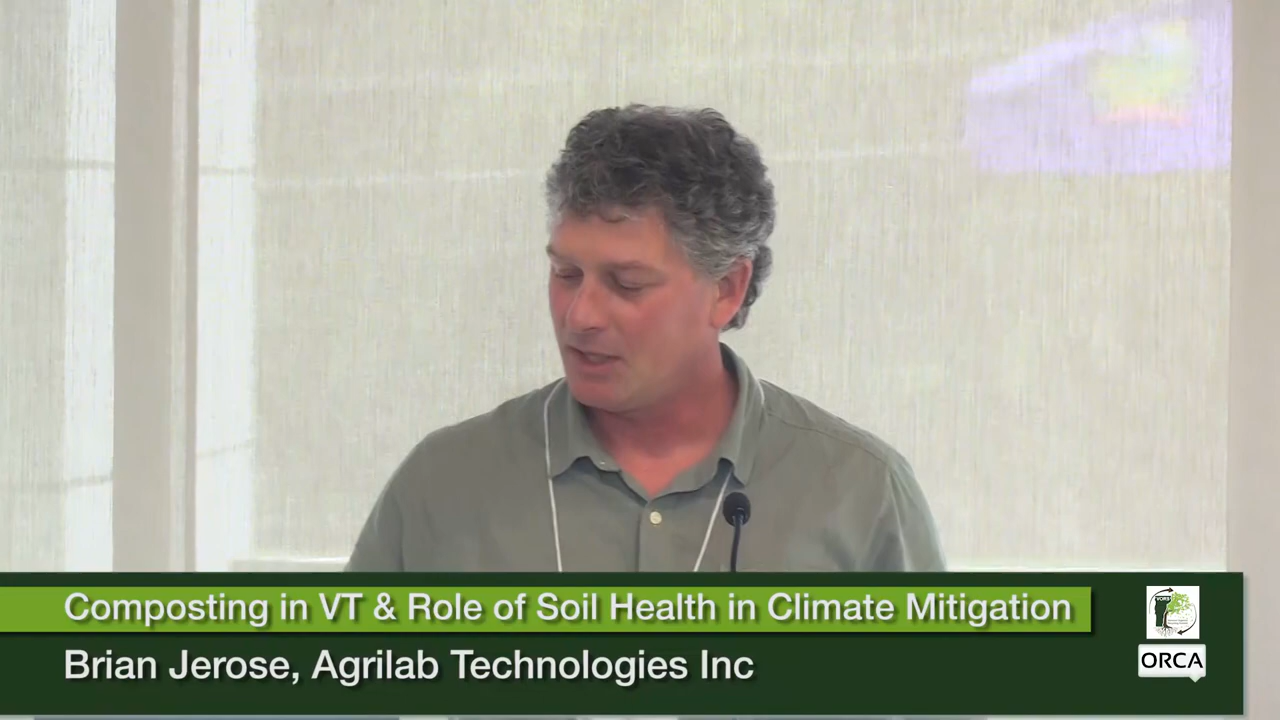 Composting in VT & Role of Soil Health in Climate Mitigation
Brian Jerose, Agrilab Technologies Inc
ORCA